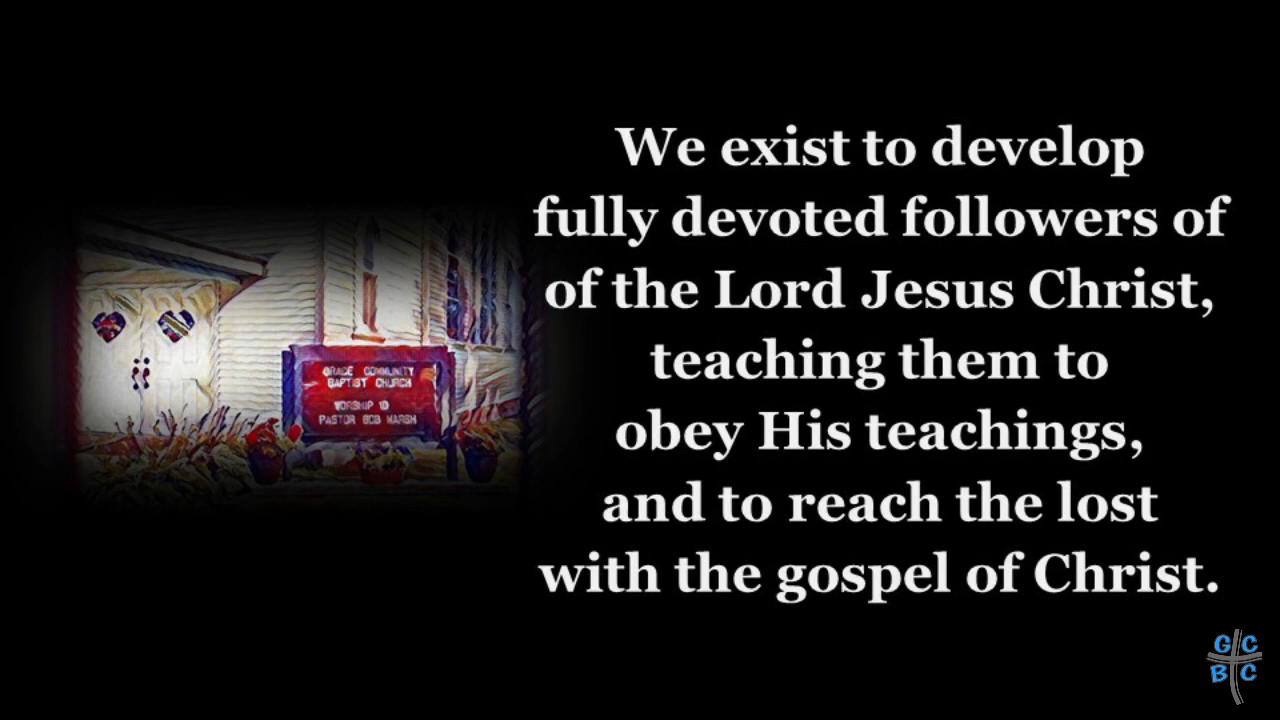 We exist to develop
fully devoted followers of
of the Lord Jesus Christ,
teaching them to
obey His teachings,
and to reach the lost
with the gospel of Christ.
GRACE COMMUNITY
BAPTIST CHURCH
WORSHIP 10
PASTOR BOB MARSH
G C
B C